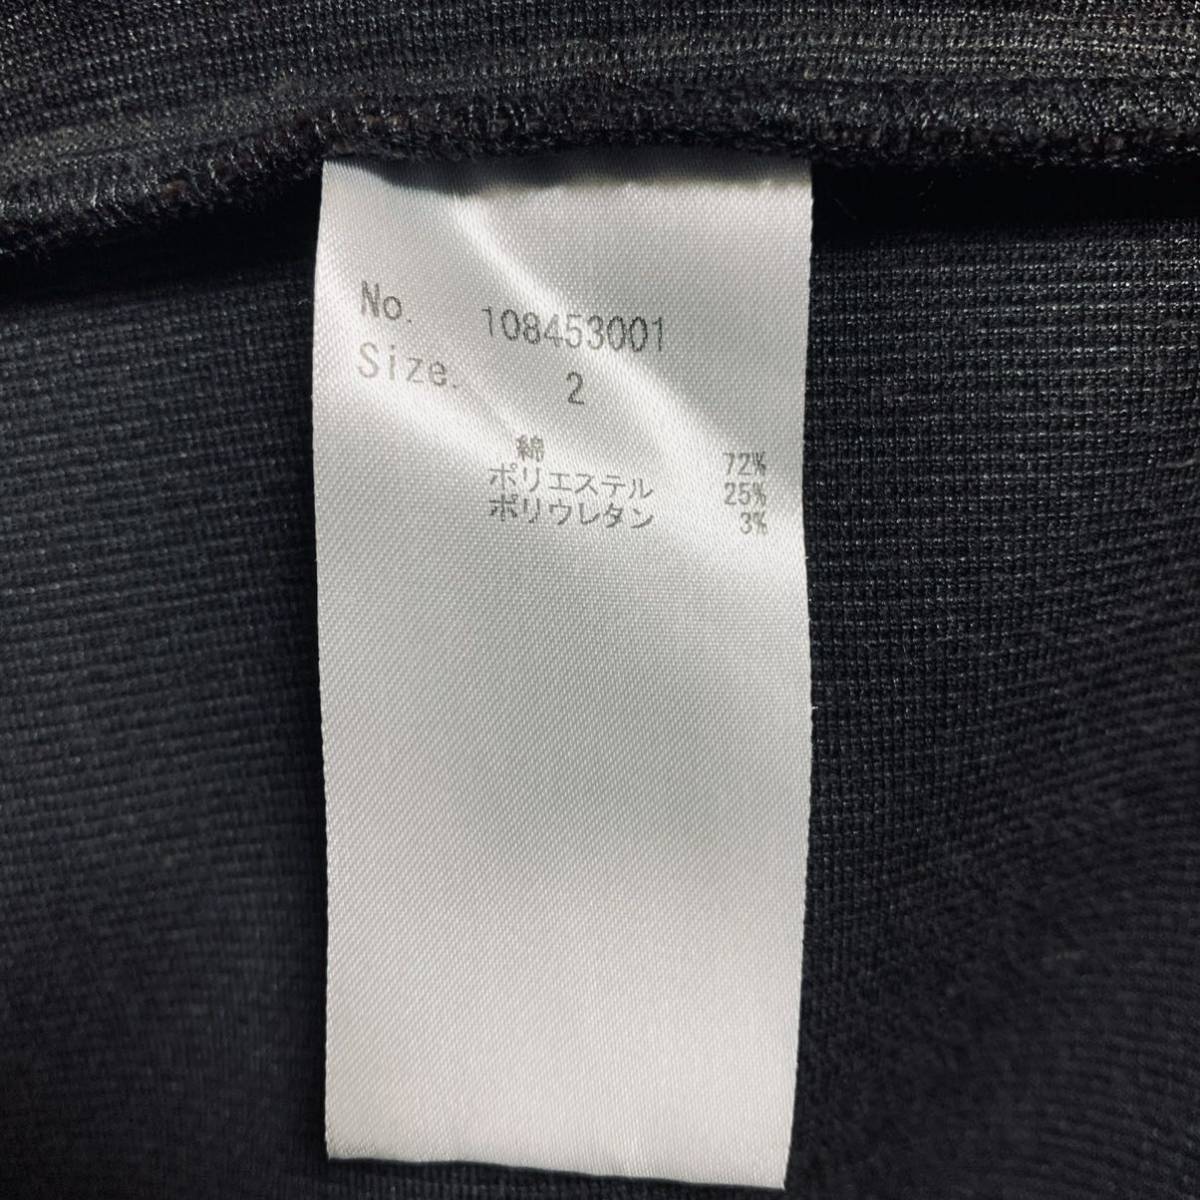 No. 108453001
Size. 2
綿 72%
ポリエステル 25%
ポリウレタン 3%